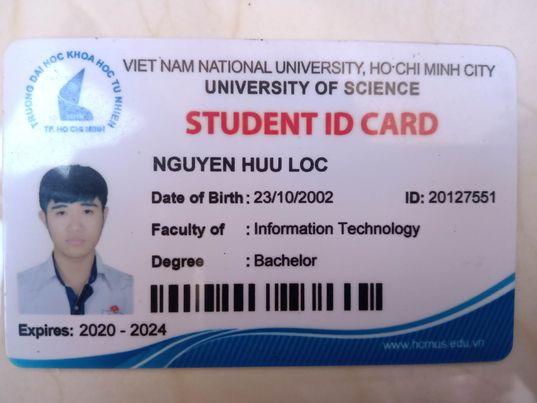 TRƯỜNG ĐẠI HỌC KHOA HỌC TỰ NHIÊN
TP. HO CHI MINH
VIET NAM NATIONAL UNIVERSITY, HO CHI MINH CITY
UNIVERSITY OF SCIENCE
STUDENT ID CARD
NGUYEN HUU LOC
Date of Birth : 23/10/2002 ID: 20127551
Faculty of : Information Technology
Degree : Bachelor
Expires: 2020 - 2024
www.hcmus.edu.vn